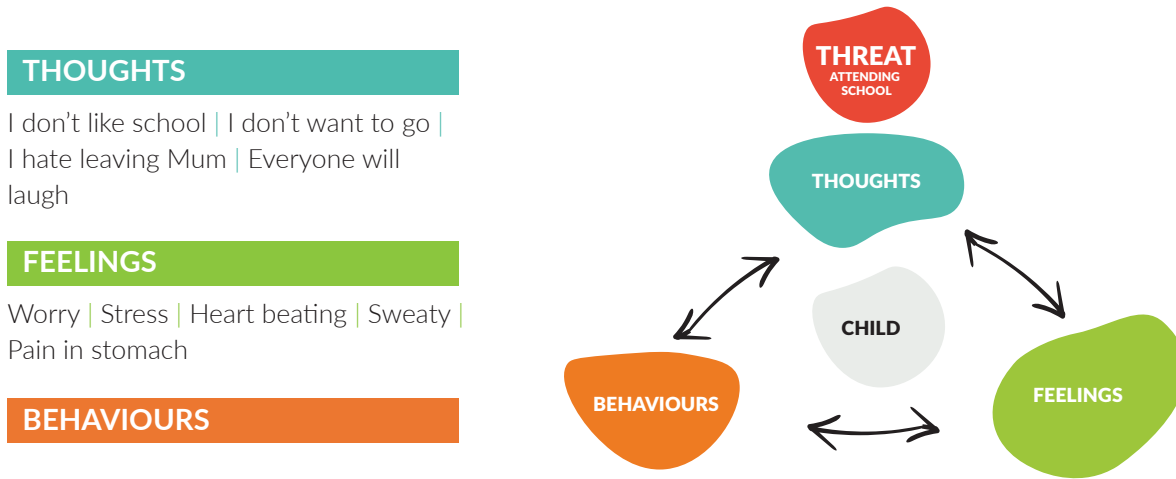 THOUGHTS
I don’t like school | I don’t want to go |
I hate leaving Mum | Everyone will
laugh
FEELINGS
Worry | Stress | Heart beating | Sweaty |
Pain in stomach
BEHAVIOURS
THREAT
ATTENDING
SCHOOL
THOUGHTS
CHILD
BEHAVIOURS
FEELINGS